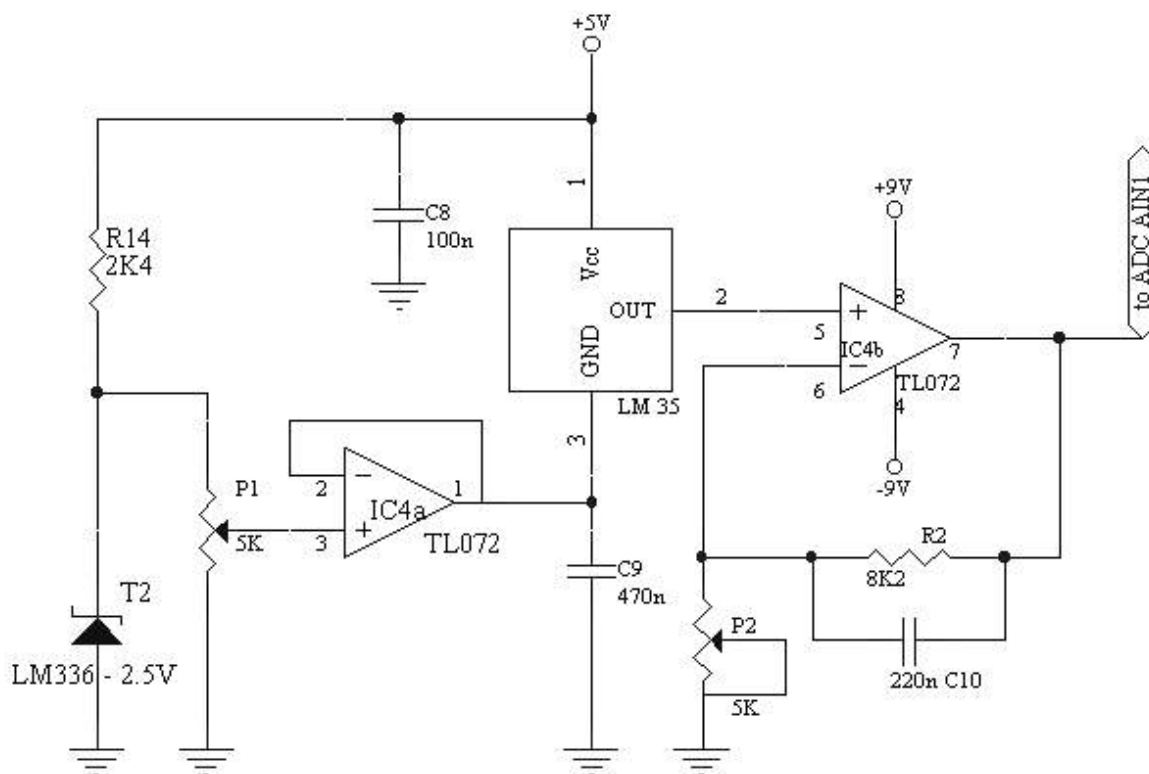 +5V
to ADC AIN1
1
+9V
C8
100n
R14
2K4
Vcc
OUT
GND
2
8
5
+
IC4b
7
6
−
TL072
4
LM 35
3
-9V
P1
5K
2
−
IC4a
1
3
+
TL072
R2
8K2
C9
470n
T2
P2
LM336 - 2.5V
220n C10
5K